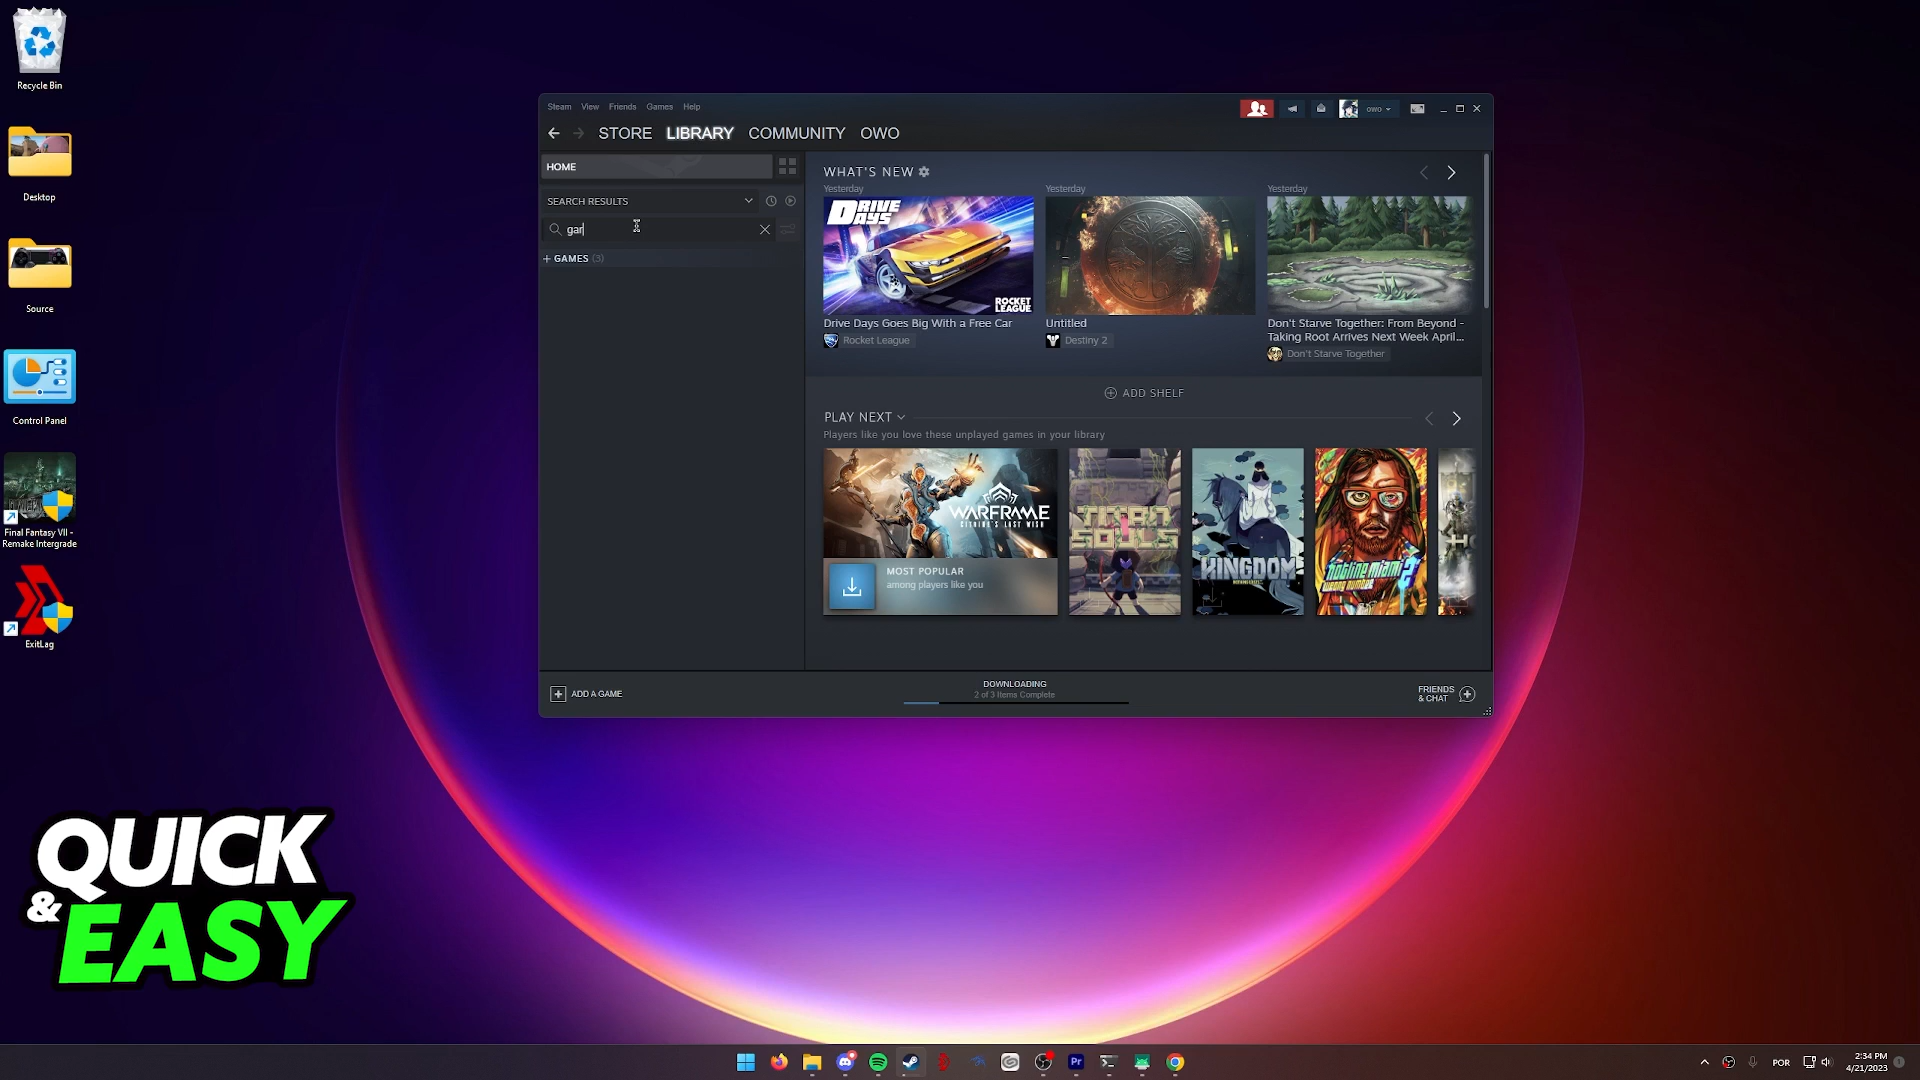 Recycle Bin
Desktop
Source
Control Panel
Final Fantasy VII -
Remake Intergrade
ExitLag
Steam View Friends Games Help
owo
STORE LIBRARY COMMUNITY OWO
HOME
SEARCH RESULTS
gar
+ GAMES (3)
WHAT'S NEW
Yesterday
DRIVE DAYS
ROCKET LEAGUE
Drive Days Goes Big With a Free Car
Rocket League
Yesterday
Untitled
Destiny 2
Yesterday
Don't Starve Together: From Beyond -
Taking Root Arrives Next Week April...
Don't Starve Together
ADD SHELF
PLAY NEXT
Players like you love these unplayed games in your library
WARFRAME
CITRINE'S LAST WISH
MOST POPULAR
among players like you
TITAN SOULS
KINGDOM
hotline miami 2
wrong number
ADD A GAME
DOWNLOADING
2 of 3 Items Complete
FRIENDS
& CHAT
QUICK
& EASY
Pr
POR
2:34 PM
4/21/2023